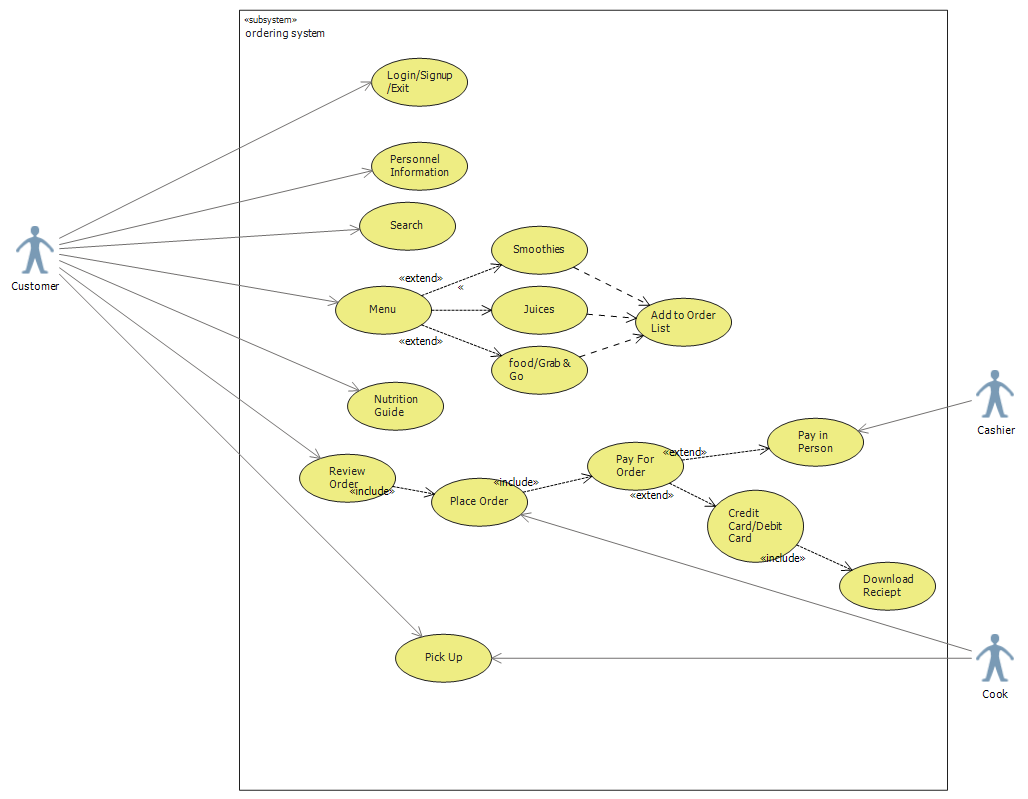 «subsystem»
ordering system
Login/Signup
/Exit
Personnel
Information
Search
Customer
Smoothies
«extend»
«
Menu
Juices
Add to Order
List
«extend»
food/Grab &
Go
Nutrition
Guide
Cashier
Pay in
Person
Pay For
Order
«extend»
Review
Order
«include»
«include»
Place Order
«extend»
Credit
Card/Debit
Card
«include»
Download
Reciept
Pick Up
Cook